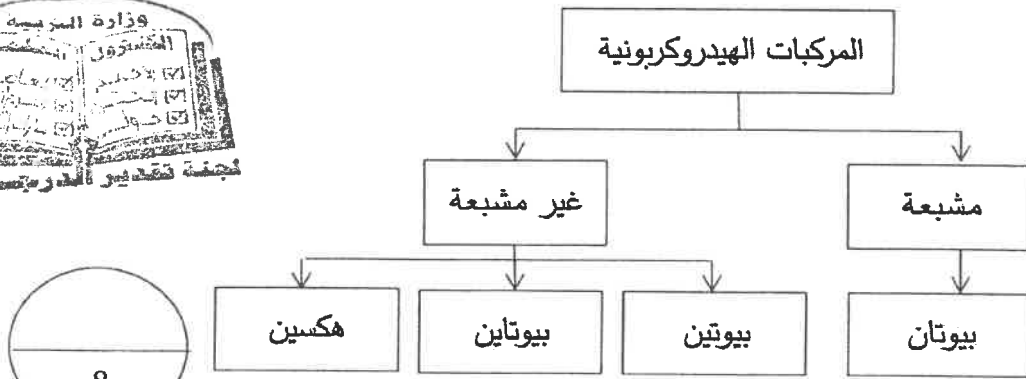 وزارة التربية
المركبات الهيدروكربونية
مشبعة
غير مشبعة
بيوتان
بيوتين
بيوتاين
هكسين
لجنة تقدير الدرجات
8